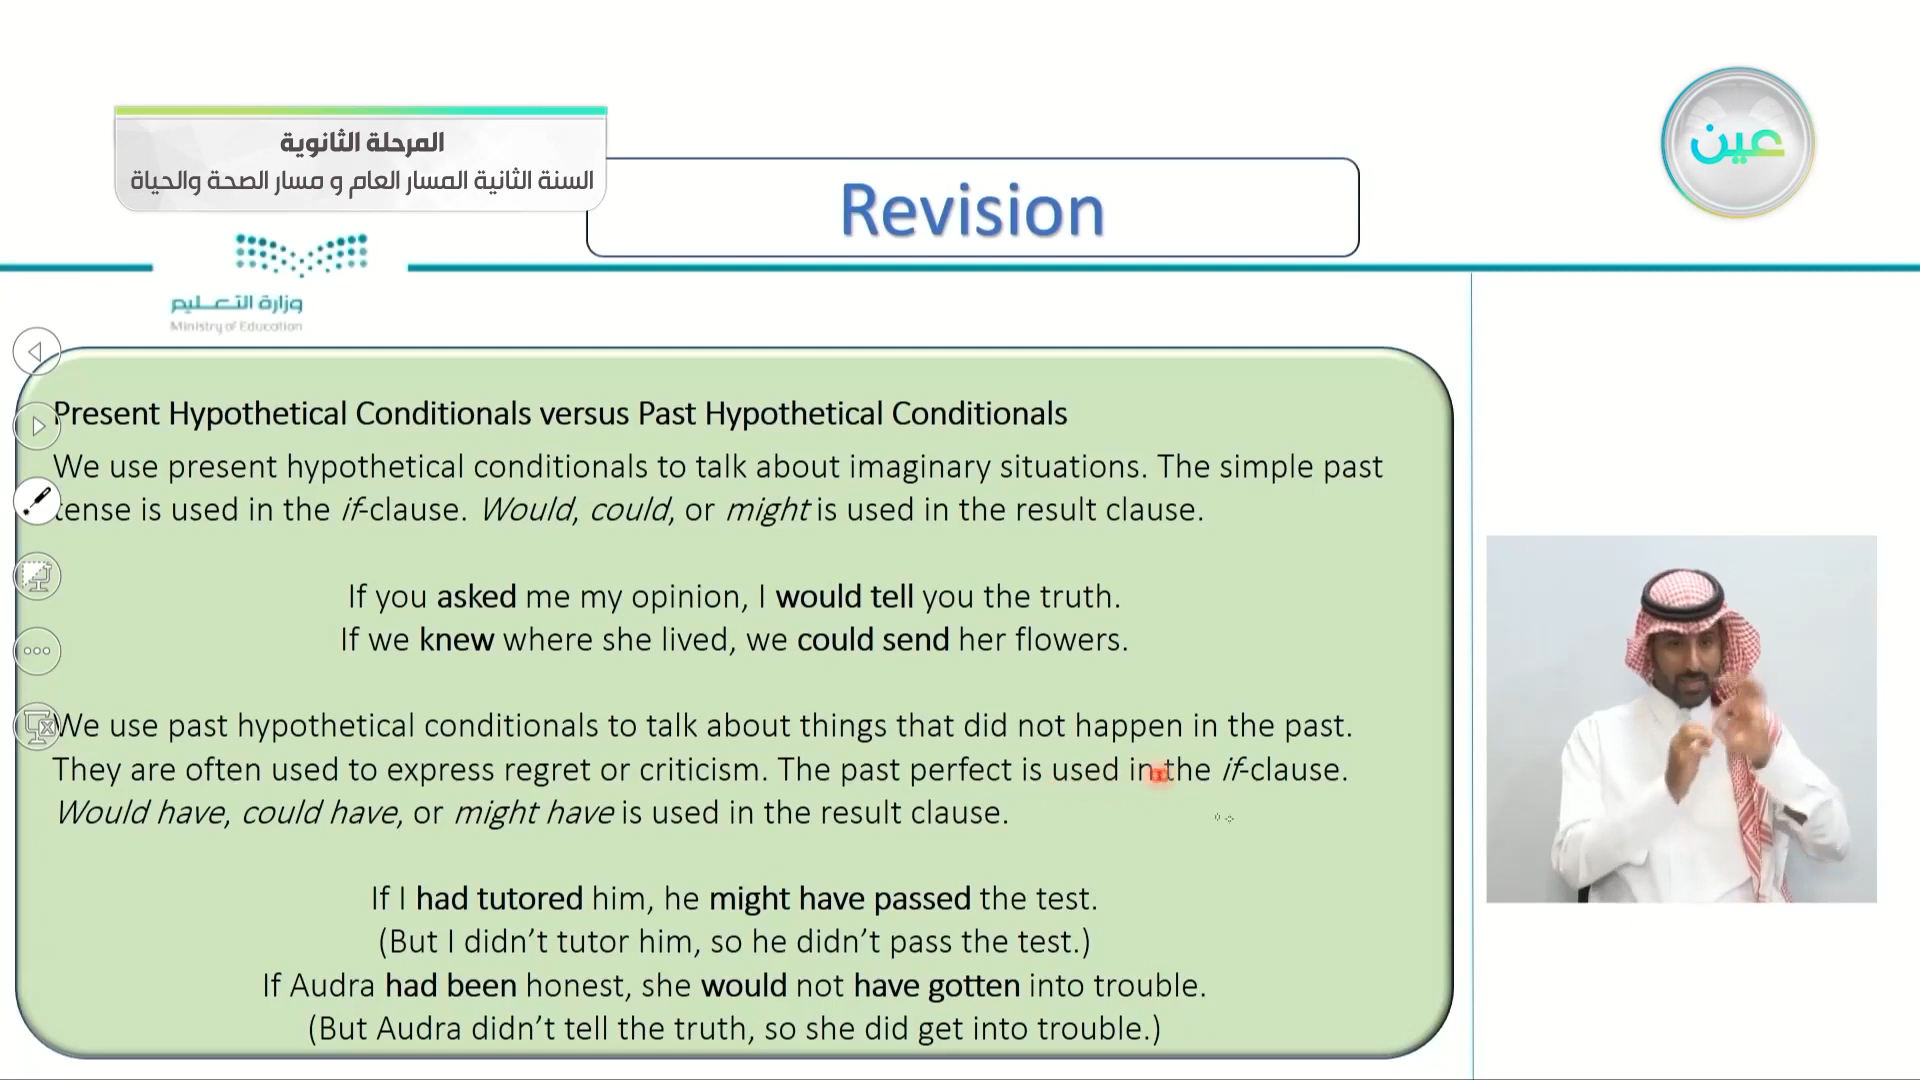 المرحلة الثانوية
السنة الثانية المسار العام و مسار الصحة والحياة
عين
Revision
وزارة التعليم
Ministry of Education
Present Hypothetical Conditionals versus Past Hypothetical Conditionals
We use present hypothetical conditionals to talk about imaginary situations. The simple past
tense is used in the if-clause. Would, could, or might is used in the result clause.
If you asked me my opinion, I would tell you the truth.
If we knew where she lived, we could send her flowers.
We use past hypothetical conditionals to talk about things that did not happen in the past.
They are often used to express regret or criticism. The past perfect is used in the if-clause.
Would have, could have, or might have is used in the result clause.
If I had tutored him, he might have passed the test.
(But I didn’t tutor him, so he didn’t pass the test.)
If Audra had been honest, she would not have gotten into trouble.
(But Audra didn’t tell the truth, so she did get into trouble.)